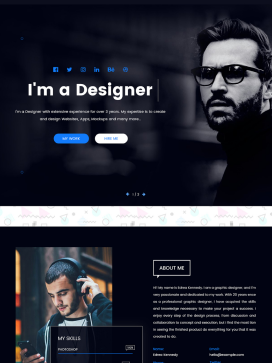 I'm a Designer
I'm a Designer with extensive experience for over 3 years. My expertise is to create
and design Websites, Apps, Mockups and many more..
MY WORK
HIRE ME
1/3
ABOUT ME
Hi! My name is Edens Kennedy, I am a graphic designer, and I'm
very passionate and dedicated to my work. With 20 years once
as a professional graphic designer, I have acquired the skills
and knowledge necessary to make your project a success. I
enjoy every step of the design process, from discussion and
collaboration to concept and execution, but I find the most bliss
in seeing the finished product do everything for you that it was
created to do.
MY SKILLS
PHOTOSHOP
Name
Edens Kennedy
hello@example.com